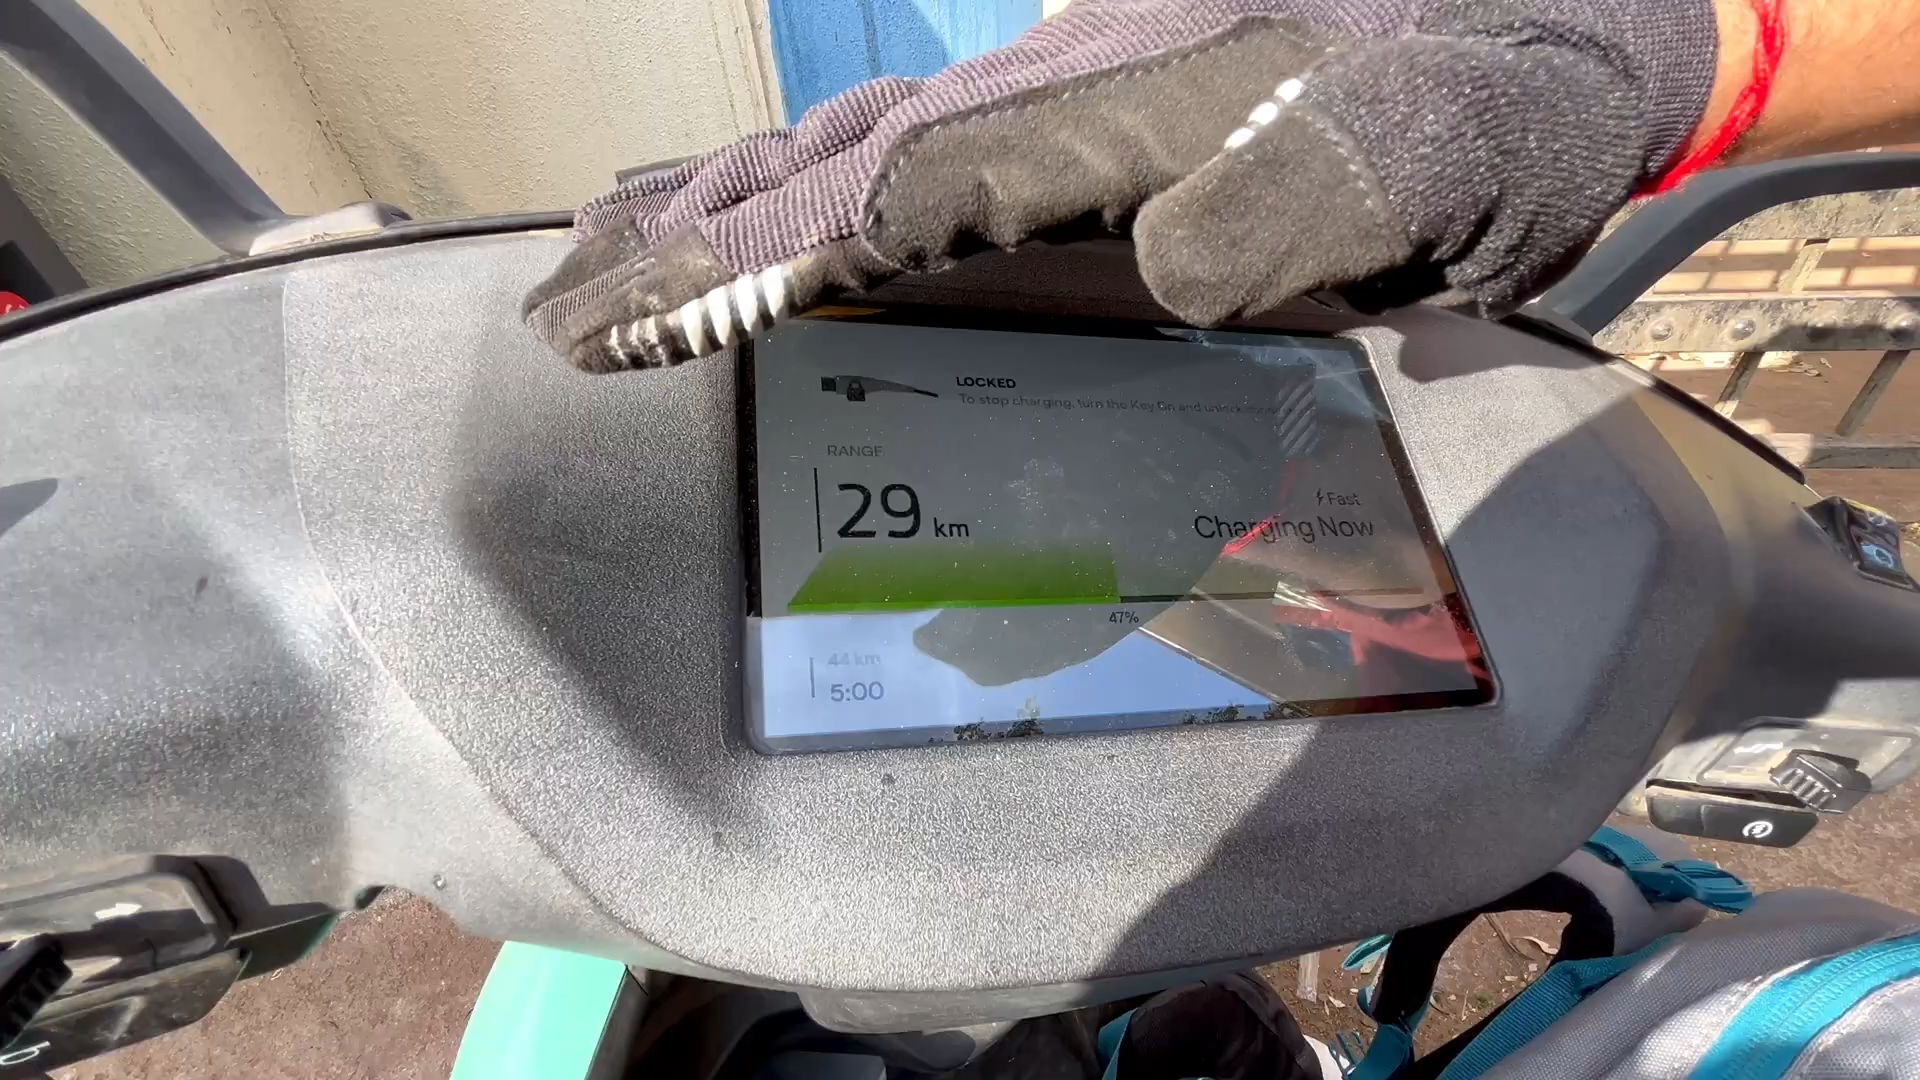 LOCKED
To stop charging, turn the Key On and unlock
RANGE
29 km
Fast
Charging Now
47%
44 km
5:00